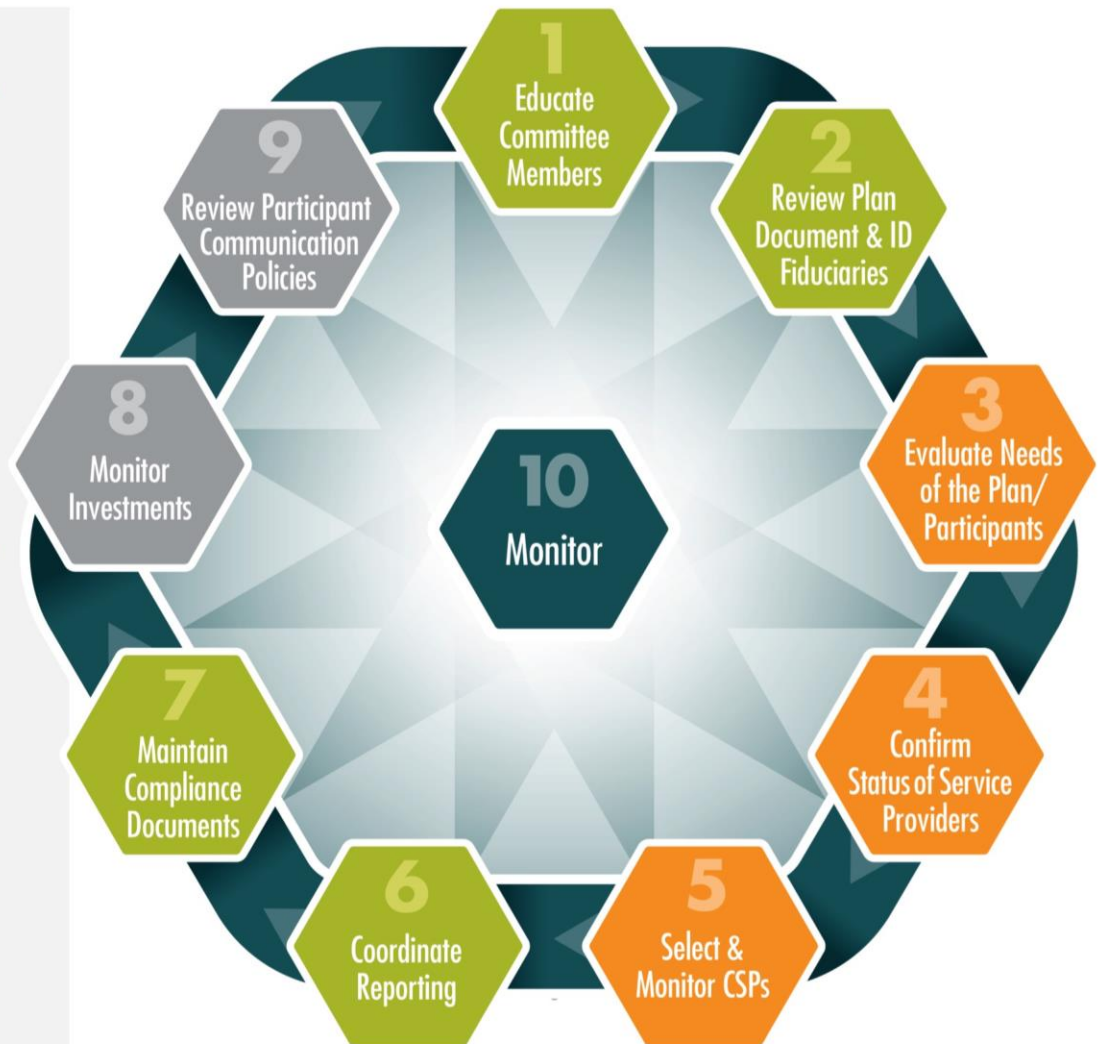 1
Educate
Committee
Members
2
Review Plan
Document & ID
Fiduciaries
3
Evaluate Needs
of the Plan/
Participants
4
Confirm
Status of Service
Providers
5
Select &
Monitor CSPs
6
Coordinate
Reporting
7
Maintain
Compliance
Documents
8
Monitor
Investments
9
Review Participant
Communication
Policies
10
Monitor